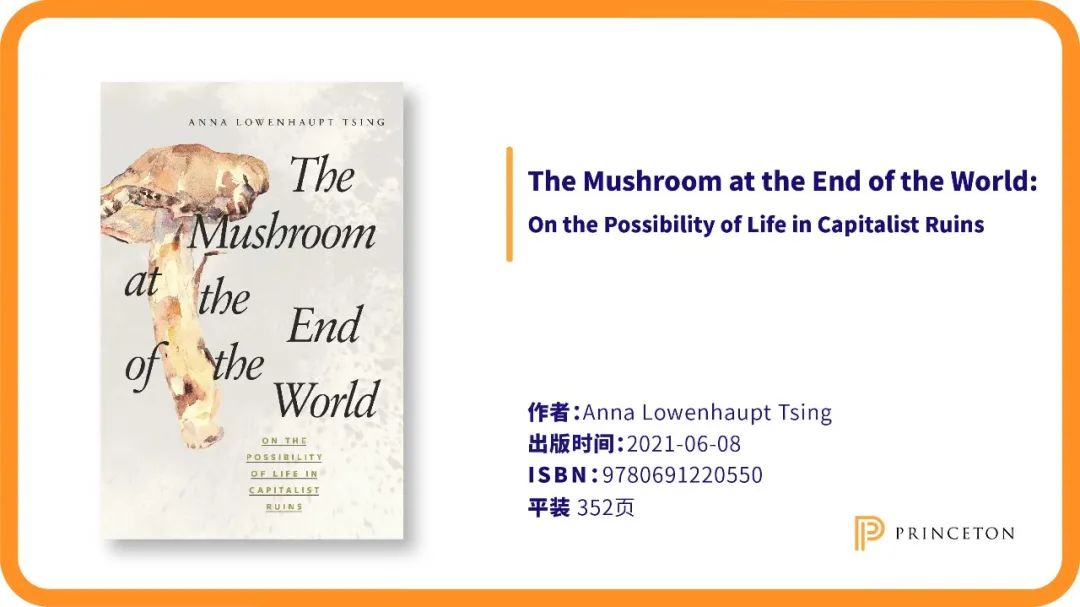 ANNA LOWENHAUPT TSING
The
Mushroom
at the
End
of the
World
ON THE
POSSIBILITY
OF LIFE IN
CAPITALIST
RUINS
The Mushroom at the End of the World:
On the Possibility of Life in Capitalist Ruins
作者：Anna Lowenhaupt Tsing
出版时间：2021-06-08
ISBN：9780691220550
平装 352页
PRINCETON